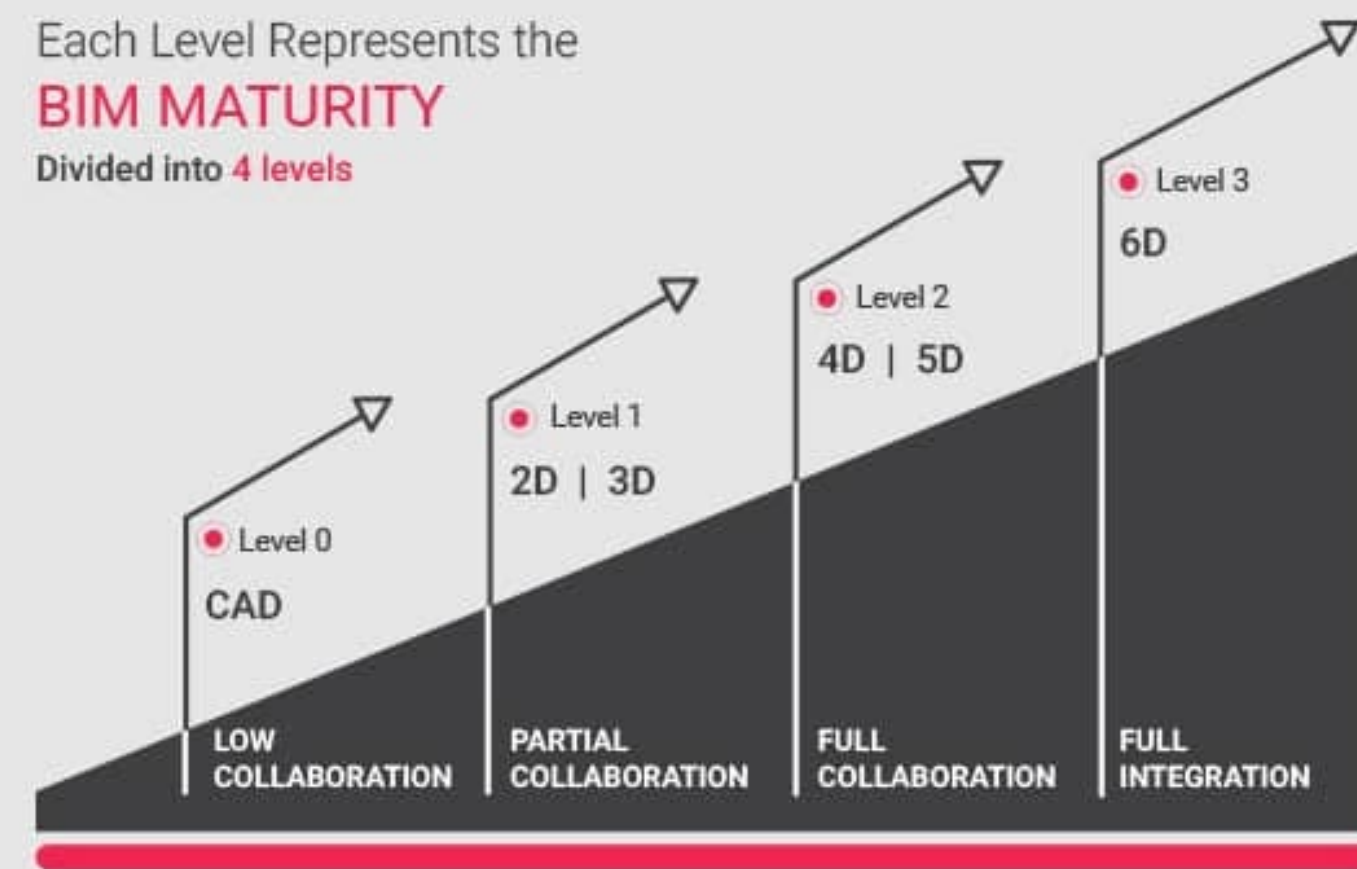 Each Level Represents the
BIM MATURITY
Divided into 4 levels
Level 0
CAD
LOW
COLLABORATION
Level 1
2D | 3D
PARTIAL
COLLABORATION
Level 2
4D | 5D
FULL
COLLABORATION
Level 3
6D
FULL
INTEGRATION